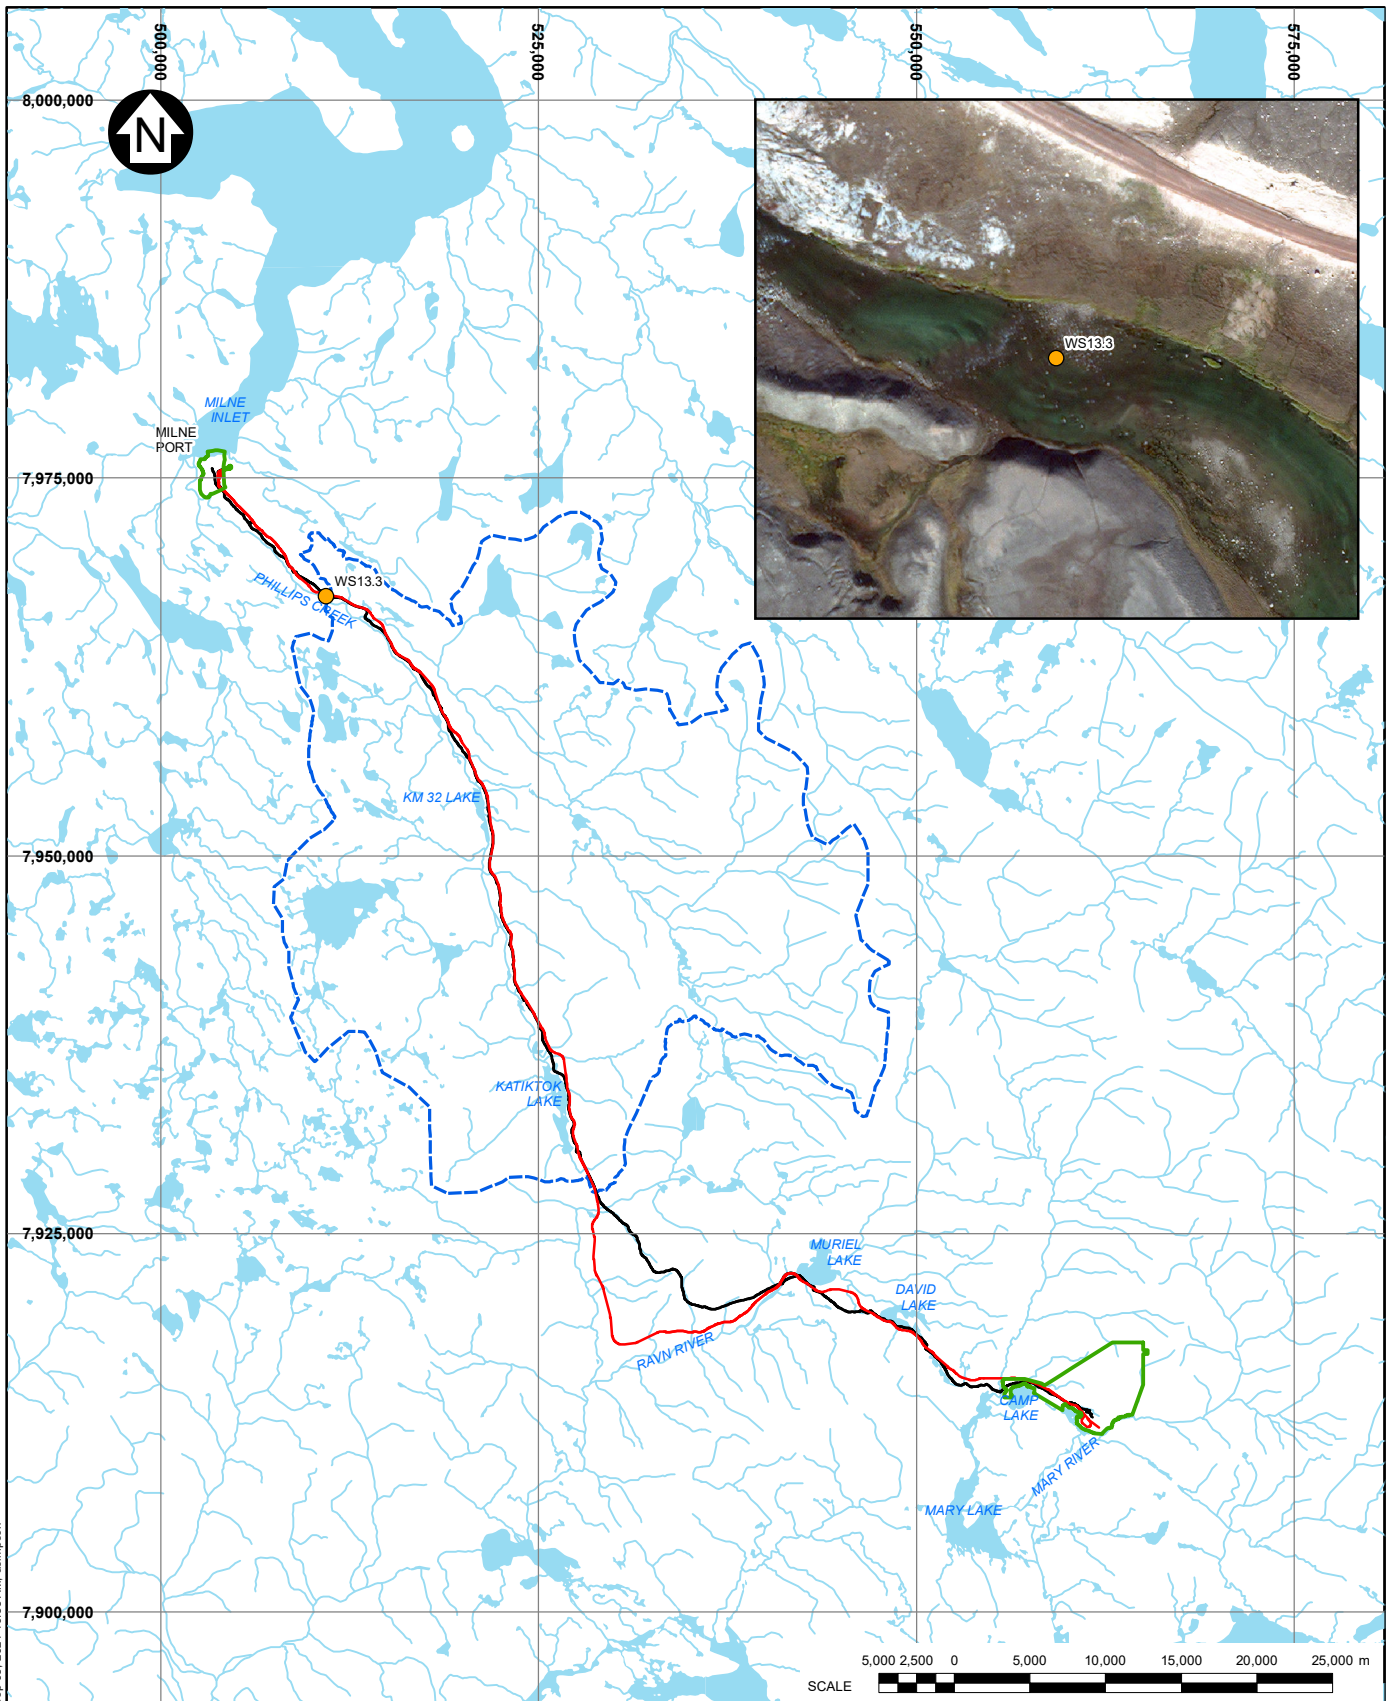 500,000
525,000
550,000
575,000
8,000,000
N
WS13.3
MILNE
INLET
MILNE
PORT
7,975,000
WS13.3
PHILLIPS CREEK
KM 32 LAKE
7,950,000
KATIKTOK
LAKE
7,925,000
MURIEL
LAKE
DAVID
LAKE
RAVN RIVER
CAMP
LAKE
MARY RIVER
MARY LAKE
7,900,000
5,000 2,500 0 5,000 10,000 15,000 20,000 25,000 m
SCALE